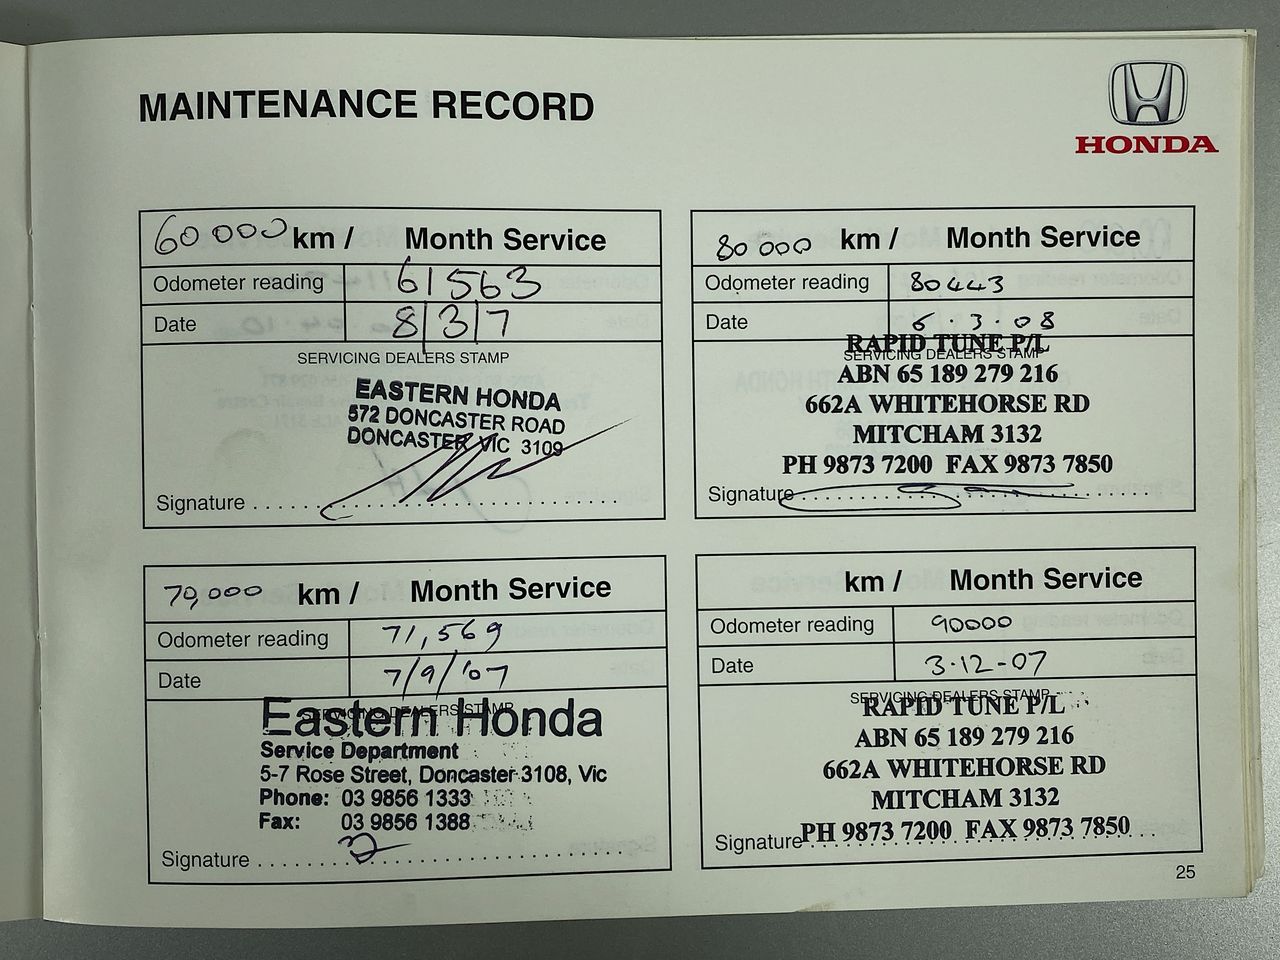 MAINTENANCE RECORD
HONDA
60000 km / Month Service
Odometer reading 61563
Date 8/3/7
SERVICING DEALERS STAMP
EASTERN HONDA
572 DONCASTER ROAD
DONCASTER VIC 3109
Signature
70,000 km / Month Service
Odometer reading 71,569
Date 7/9/'07
SERVICING DEALERS STAMP
Eastern Honda
Service Department
5-7 Rose Street, Doncaster 3108, Vic
Phone: 03 9856 1333
Fax: 03 9856 1388
Signature
80 000 km / Month Service
Odometer reading 80443
Date 6.3.08
SERVICING DEALERS STAMP
RAPID TUNE P/L
ABN 65 189 279 216
662A WHITEHORSE RD
MITCHAM 3132
PH 9873 7200 FAX 9873 7850
Signature
km / Month Service
Odometer reading 90000
Date 3.12-07
SERVICING DEALERS STAMP
RAPID TUNE P/L
ABN 65 189 279 216
662A WHITEHORSE RD
MITCHAM 3132
PH 9873 7200 FAX 9873 7850
Signature
25